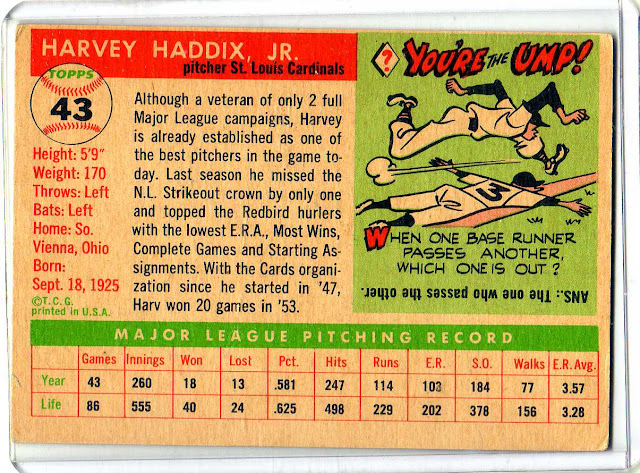 HARVEY HADDIX, JR.
pitcher St. Louis Cardinals
TOPPS
43
Height: 5'9"
Weight: 170
Throws: Left
Bats: Left
Home: So.
Vienna, Ohio
Born:
Sept. 18, 1925
©T.C.G.
printed in U.S.A.
Although a veteran of only 2 full
Major League campaigns, Harvey
is already established as one of
the best pitchers in the game to-
day. Last season he missed the
N.L. Strikeout crown by only one
and topped the Redbird hurlers
with the lowest E.R.A., Most Wins,
Complete Games and Starting As-
signments. With the Cards organi-
zation since he started in '47,
Harv won 20 games in '53.
? YOU'RE THE UMP!
3
WHEN ONE BASE RUNNER
PASSES ANOTHER,
WHICH ONE IS OUT?
ANS.: The one who passes the other.
MAJOR LEAGUE PITCHING RECORD
Games Innings Won Lost Pct. Hits Runs E.R. S.O. Walks E.R.Avg.
Year 43 260 18 13 .581 247 114 103 184 77 3.57
Life 86 555 40 24 .625 498 229 202 378 156 3.28